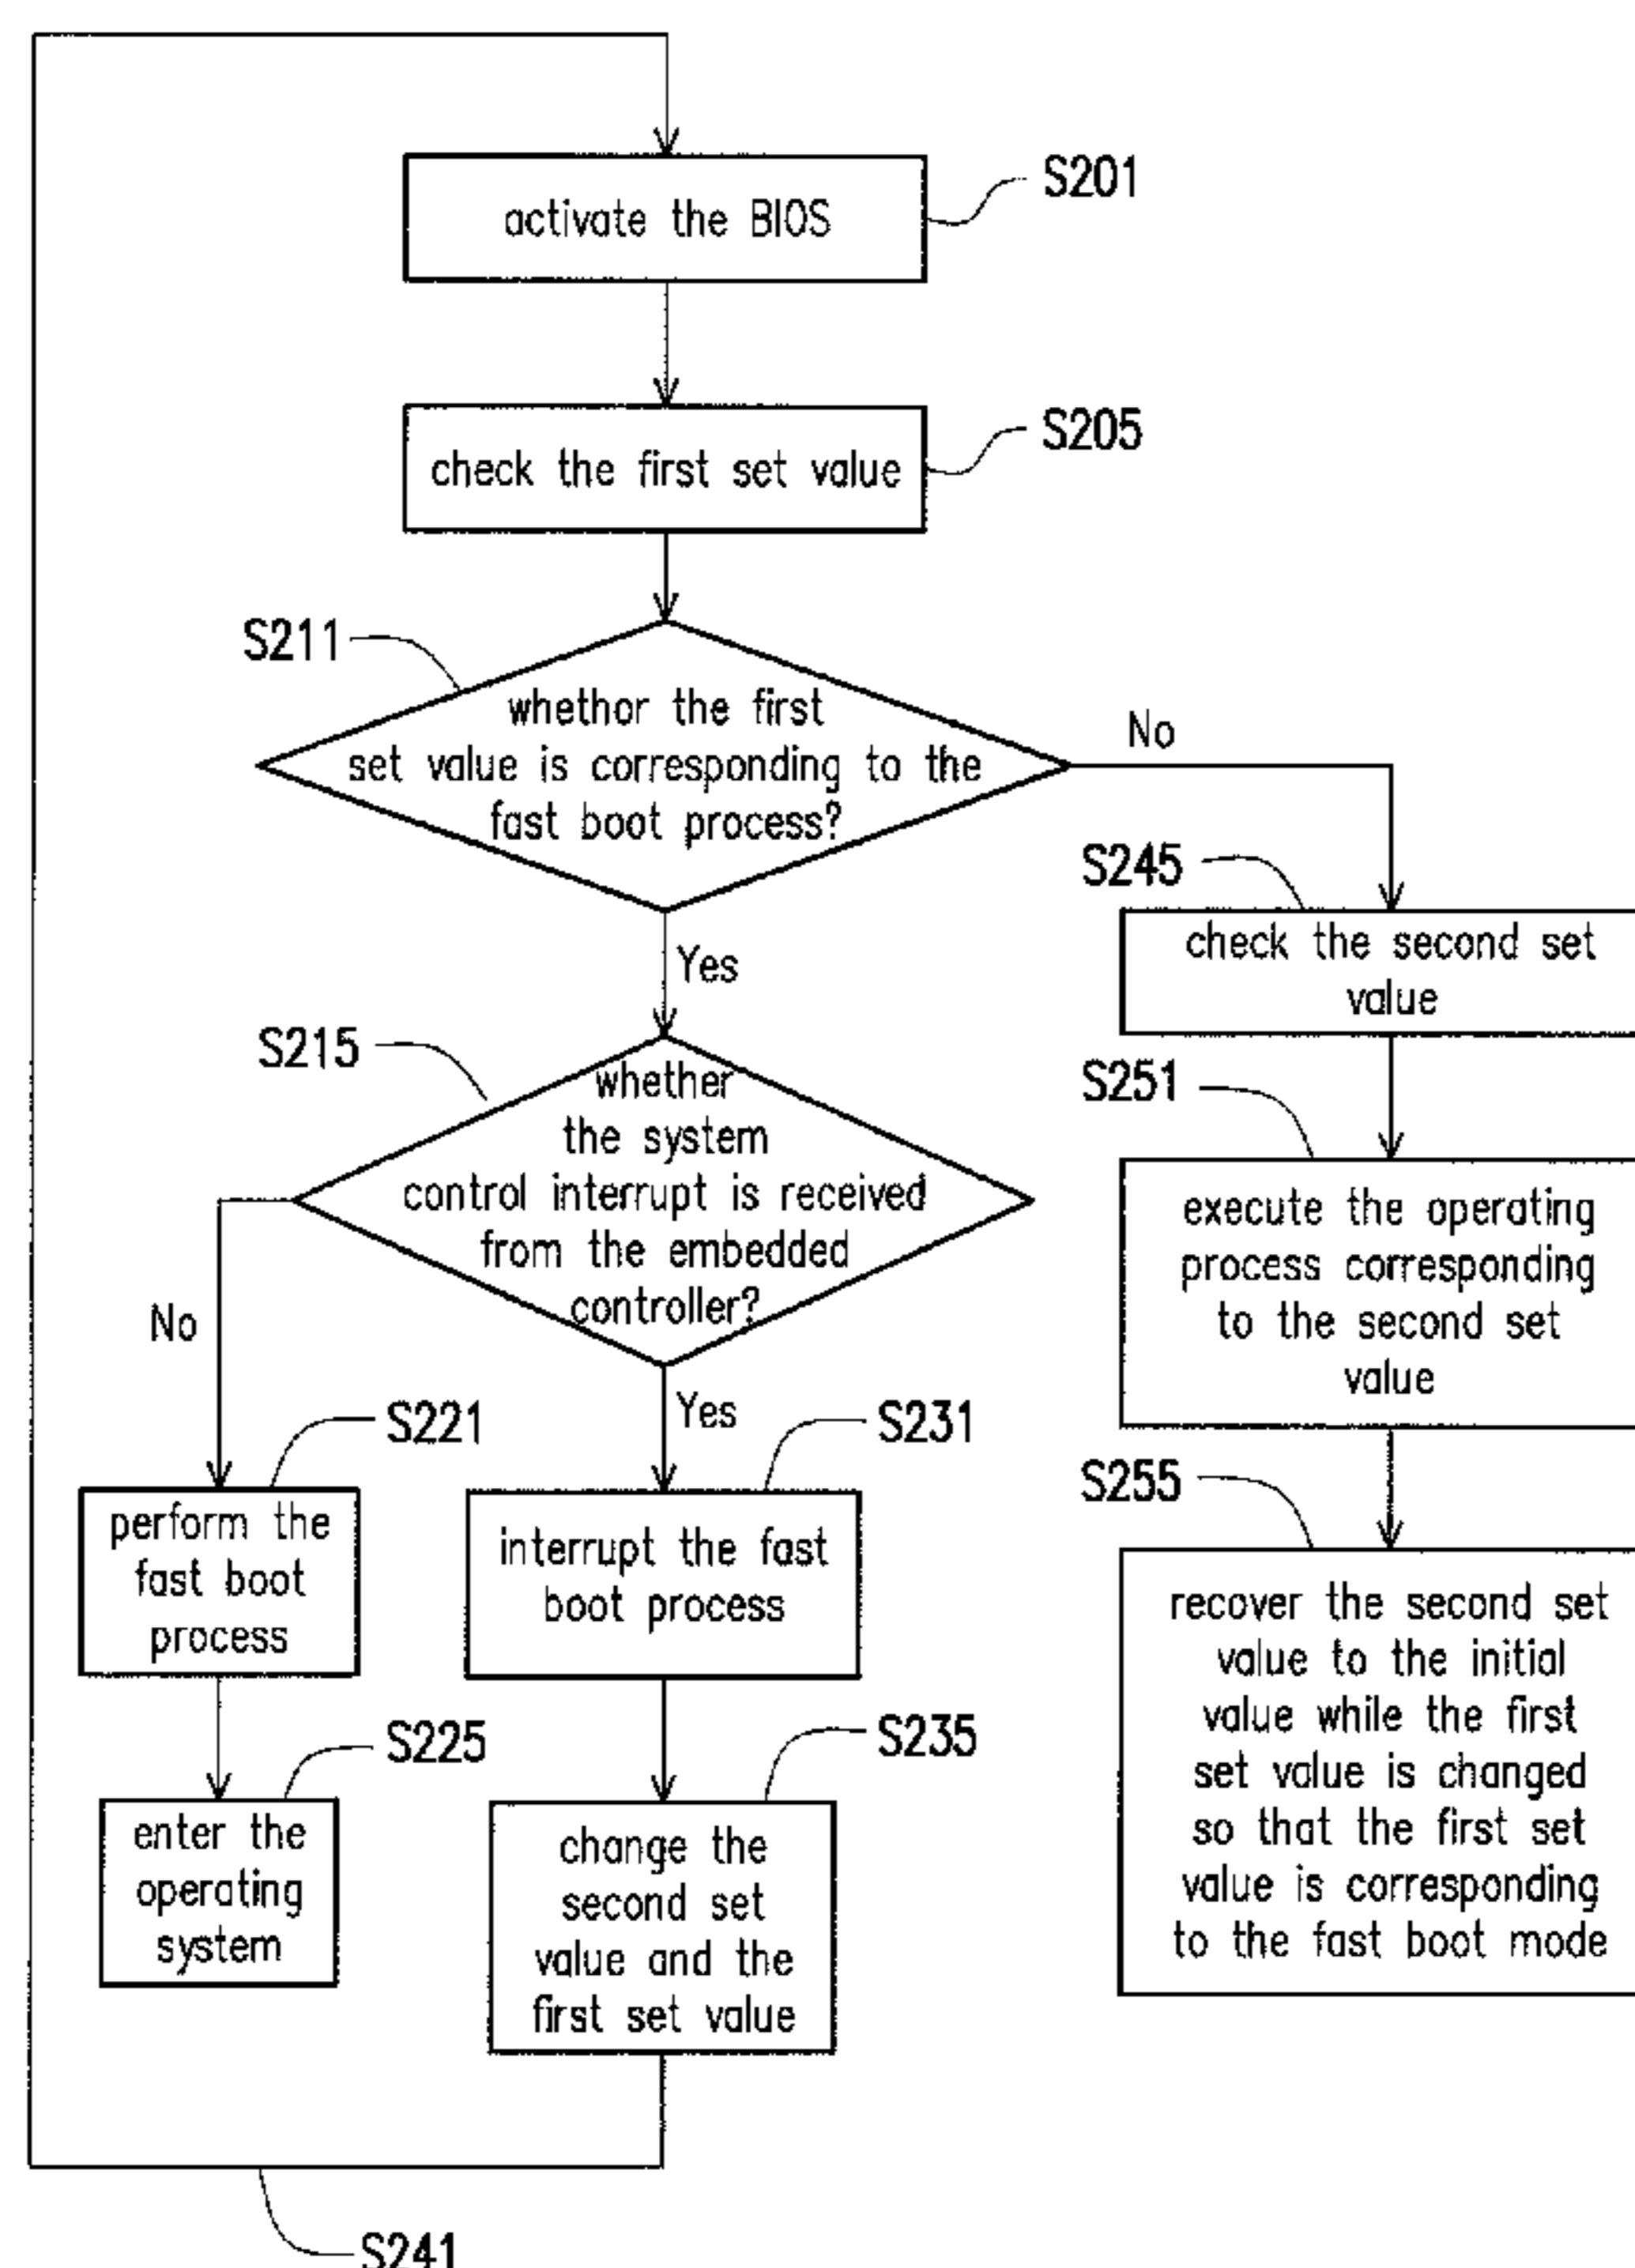 activate the BIOS
S201
check the first set value
S205
S211
whethor the first
set value is corresponding to the
fast boot process?
No
Yes
S245
check the second set
value
S215
whether
the system
control interrupt is received
from the embedded
controller?
S251
execute the operating
process corresponding
to the second set
value
No
Yes
S221
perform the
fast boot
process
S231
interrupt the fast
boot process
S255
recover the second set
value to the initial
value while the first
set value is changed
so that the first set
value is corresponding
to the fast boot mode
S225
enter the
operating
system
S235
change the
second set
value and the
first set value
S241